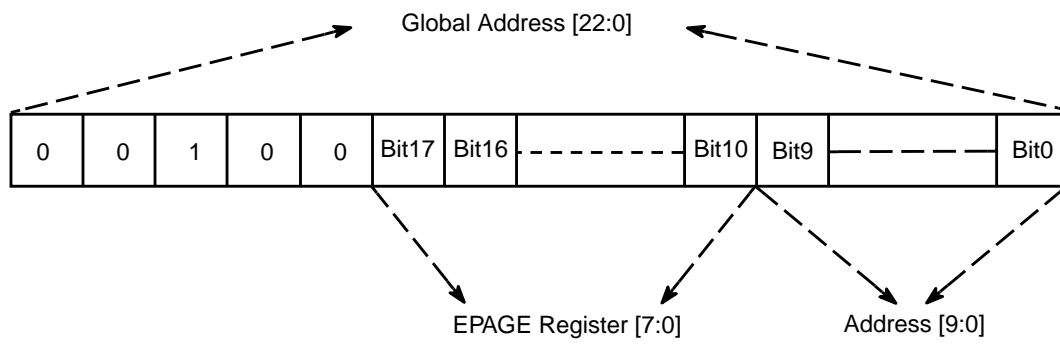 Global Address [22:0]
0 0 1 0 0 Bit17 Bit16 Bit10 Bit9 Bit0
EPAGE Register [7:0] Address [9:0]